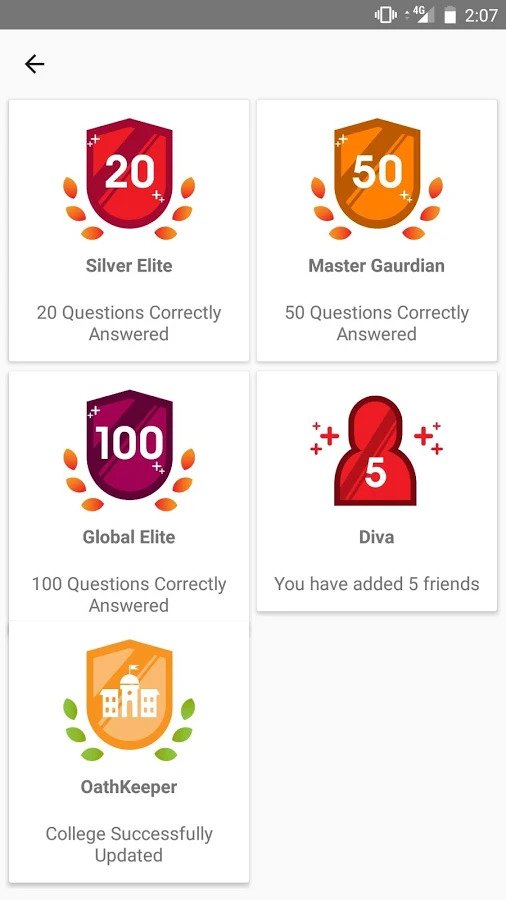 4G 2:07
20
Silver Elite
20 Questions Correctly
Answered
50
Master Gaurdian
50 Questions Correctly
Answered
100
Global Elite
100 Questions Correctly
Answered
5
Diva
You have added 5 friends
OathKeeper
College Successfully
Updated